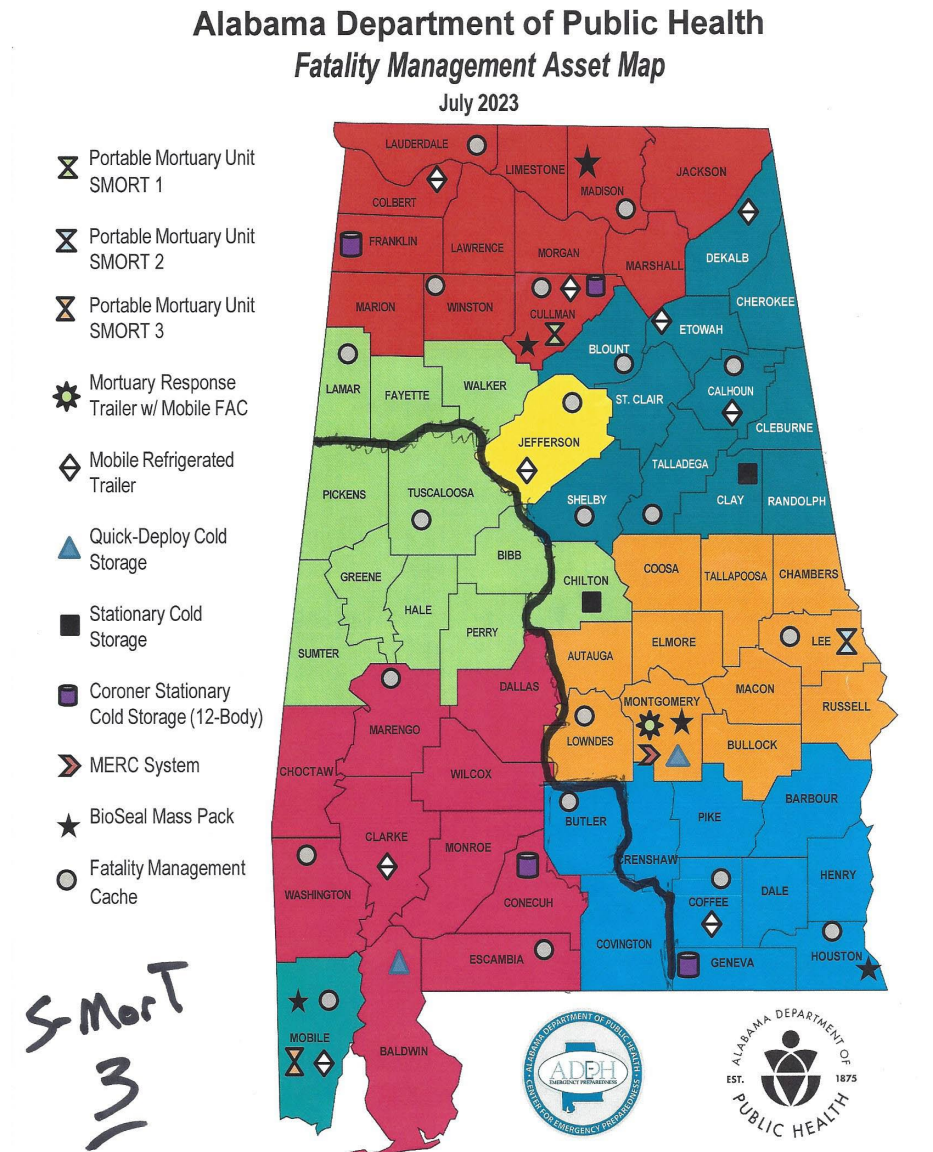 Alabama Department of Public Health
Fatality Management Asset Map
July 2023
Portable Mortuary Unit
SMORT 1
Portable Mortuary Unit
SMORT 2
Portable Mortuary Unit
SMORT 3
Mortuary Response
Trailer w/ Mobile FAC
Mobile Refrigerated
Trailer
Quick-Deploy Cold
Storage
Stationary Cold
Storage
Coroner Stationary
Cold Storage (12-Body)
MERC System
BioSeal Mass Pack
Fatality Management
Cache
LAUDERDALE
LIMESTONE
MADISON
JACKSON
COLBERT
FRANKLIN
LAWRENCE
MORGAN
MARSHALL
DEKALB
MARION
WINSTON
CULLMAN
CHEROKEE
ETOWAH
BLOUNT
LAMAR
FAYETTE
WALKER
ST. CLAIR
CALHOUN
CLEBURNE
JEFFERSON
TALLADEGA
PICKENS
TUSCALOOSA
SHELBY
CLAY
RANDOLPH
BIBB
GREENE
CHILTON
COOSA
TALLAPOOSA
CHAMBERS
HALE
PERRY
SUMTER
AUTAUGA
ELMORE
LEE
DALLAS
MACON
MONTGOMERY
RUSSELL
MARENGO
LOWNDES
BULLOCK
CHOCTAW
WILCOX
BARBOUR
BUTLER
PIKE
CLARKE
MONROE
CRENSHAW
WASHINGTON
CONECUH
COFFEE
DALE
HENRY
COVINGTON
ESCAMBIA
GENEVA
HOUSTON
MOBILE
BALDWIN
S-MorT
3
ALABAMA DEPARTMENT OF PUBLIC HEALTH
ADPH
EMERGENCY PREPAREDNESS
CENTER FOR EMERGENCY PREPAREDNESS
ALABAMA DEPARTMENT OF
EST. 1875
PUBLIC HEALTH